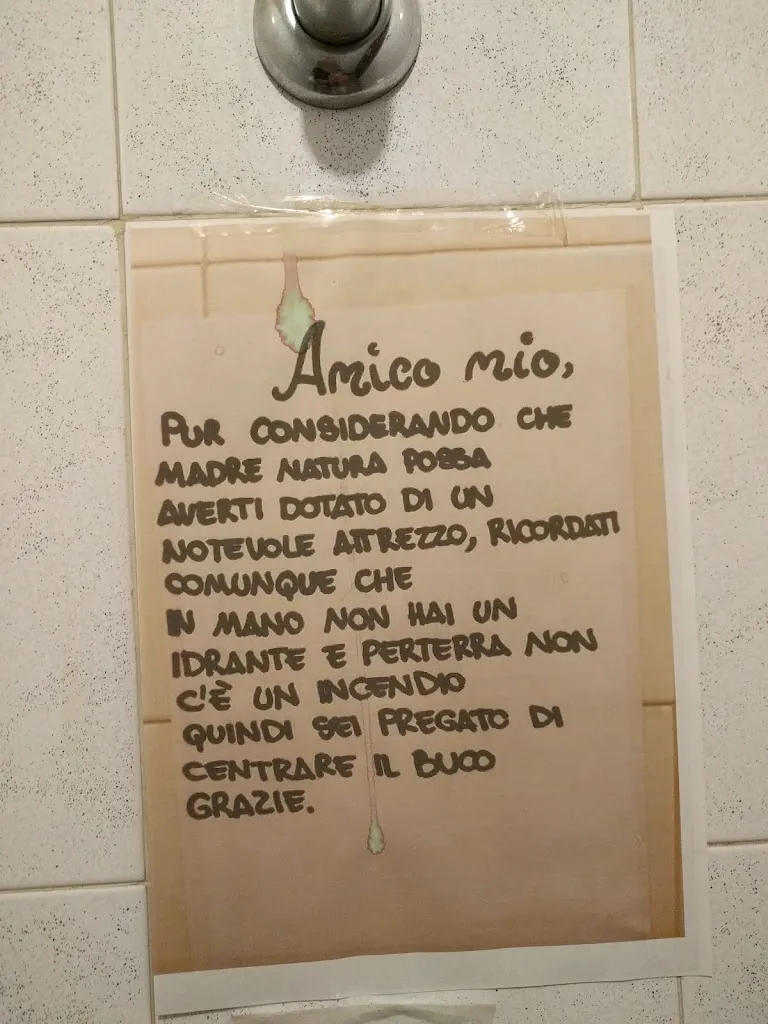 Amico mio,
PUR CONSIDERANDO CHE
MADRE NATURA POSSA
AVERTI DOTATO DI UN
NOTEVOLE ATTREZZO, RICORDATI
COMUNQUE CHE
IN MANO NON HAI UN
IDRANTE E PERTERRA NON
C'È UN INCENDIO
QUINDI SEI PREGATO DI
CENTRARE IL BUCO
GRAZIE.